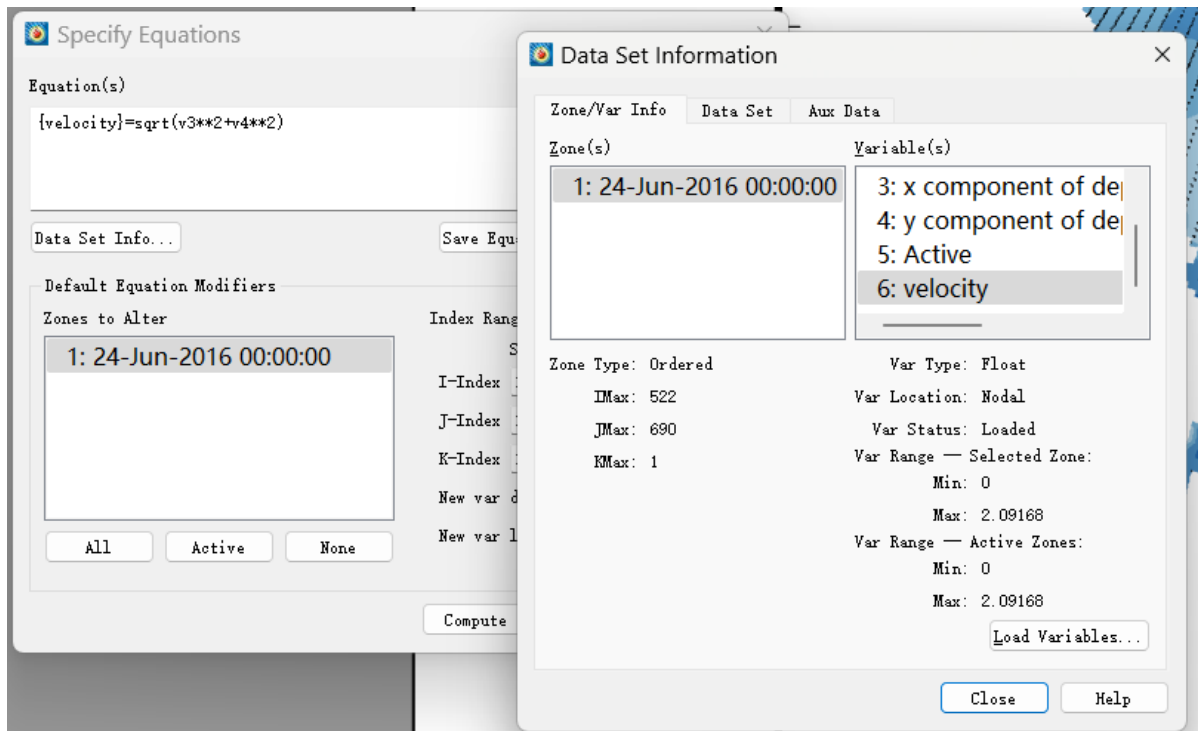 Specify Equations
Equation(s)
{velocity}=sqrt(v3**2+v4**2)
Data Set Info...
Save Equ
Default Equation Modifiers
Zones to Alter
1: 24-Jun-2016 00:00:00
All
Active
None
Index Rang
S
I-Index
J-Index
K-Index
New var d
New var l
Compute
Data Set Information
Zone/Var Info
Data Set
Aux Data
Zone(s)
1: 24-Jun-2016 00:00:00
Variable(s)
3: x component of dep
4: y component of dep
5: Active
6: velocity
Zone Type: Ordered
IMax: 522
JMax: 690
KMax: 1
Var Type: Float
Var Location: Nodal
Var Status: Loaded
Var Range — Selected Zone:
Min: 0
Max: 2.09168
Var Range — Active Zones:
Min: 0
Max: 2.09168
Load Variables...
Close
Help